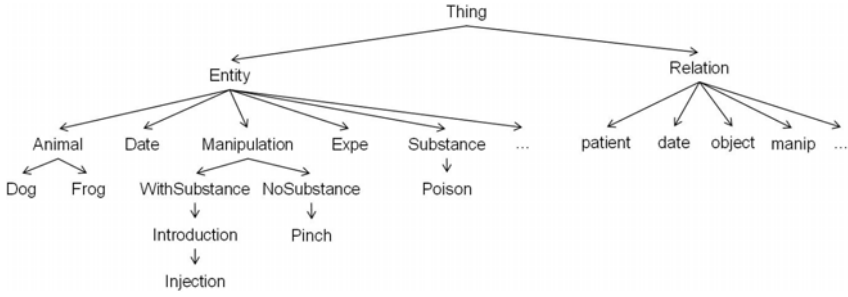 Thing
Entity Relation
Animal Date Manipulation Expe Substance ... patient date object manip ...
Dog Frog WithSubstance NoSubstance Poison
Introduction Pinch
Injection